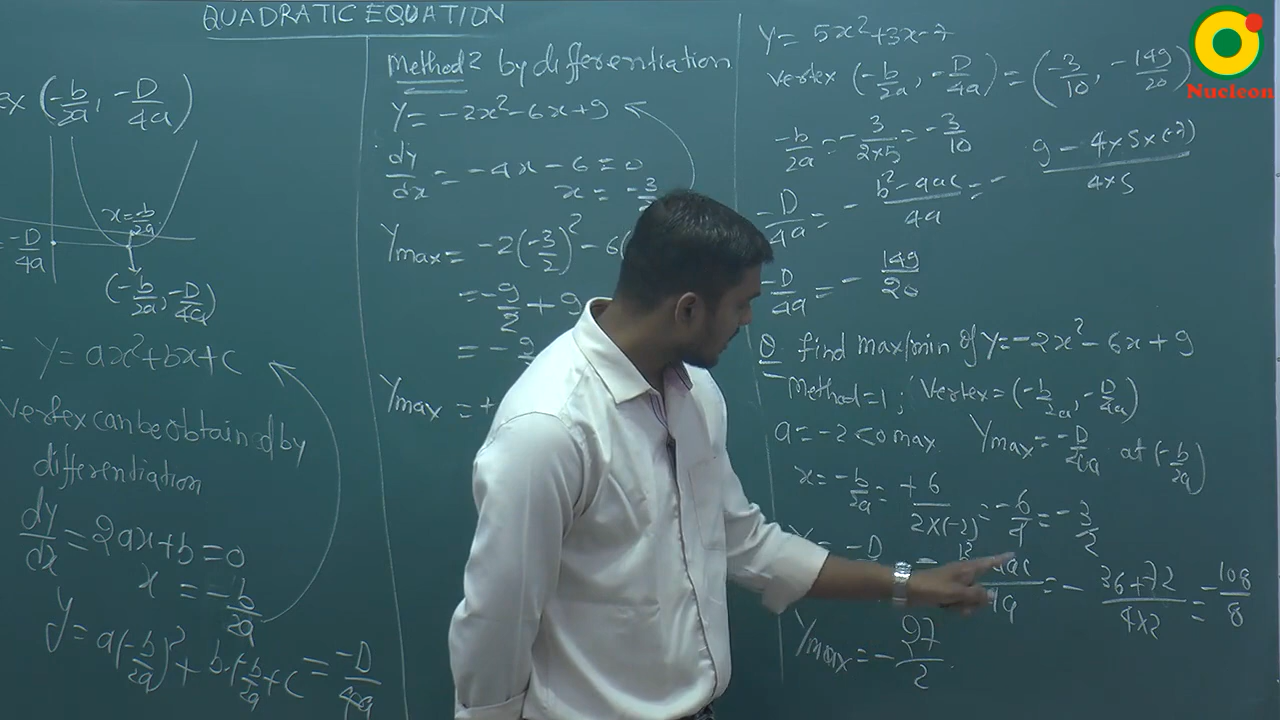 QUADRATIC EQUATION
(-b/2a, -D/4a)
x=-b/2a
-D/4a
(-b/2a, -D/4a)
Y=ax²+bx+c
Vertex can be obtained by
differentiation
dy/dx = 2ax+b=0
x = -b/2a
y = a(-b/2a)²+ b.(-b/2a)+c = -D/4a
Method 2 by differentiation
Y= -2x²-6x+9
dy/dx = -4x-6=0
x= -3/2
Ymax= -2(-3/2)²-6(
=-9/2+9
= -9/2
Ymax =+
Y= 5x²+3x-7
vertex (-b/2a, -D/4a) = (-3/10, -149/20)
-b/2a = -3/2×5 = -3/10
-D/4a = - b²-4ac/4a = - 9-4×5×(-7)/4×5
-D/4a = - 149/20
Q find max/min of Y=-2x²-6x+9
Method=1; Vertex=(-b/2a, -D/4a)
a=-2<0 max. Ymax=-D/4a at (-b/2a)
x=-b/2a = +6/2×(-2) = -6/4 = -3/2
= - 36+72/4×2 = -108/8
Ymax= -97/2
Nucleon